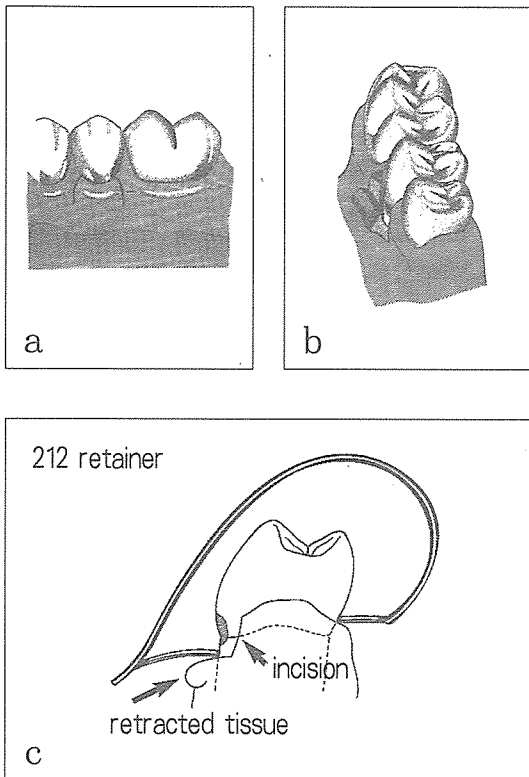 a
b
212 retainer
incision
retracted tissue
c